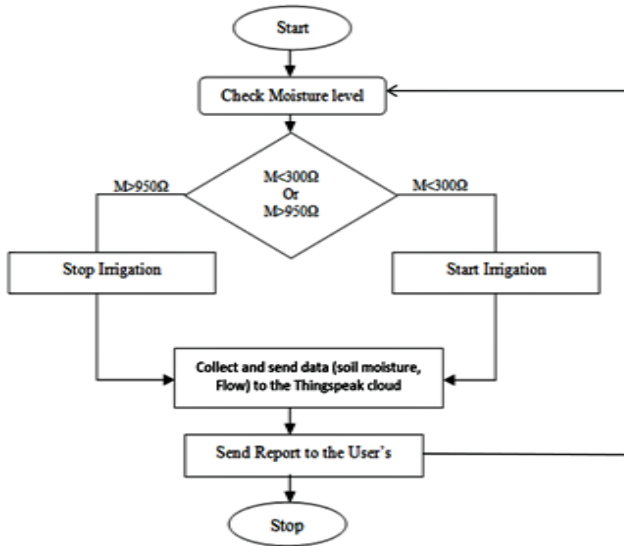 Start
Check Moisture level
M<300Ω
Or
M>950Ω
M>950Ω
M<300Ω
Stop Irrigation
Start Irrigation
Collect and send data (soil moisture,
Flow) to the Thingspeak cloud
Send Report to the User's
Stop